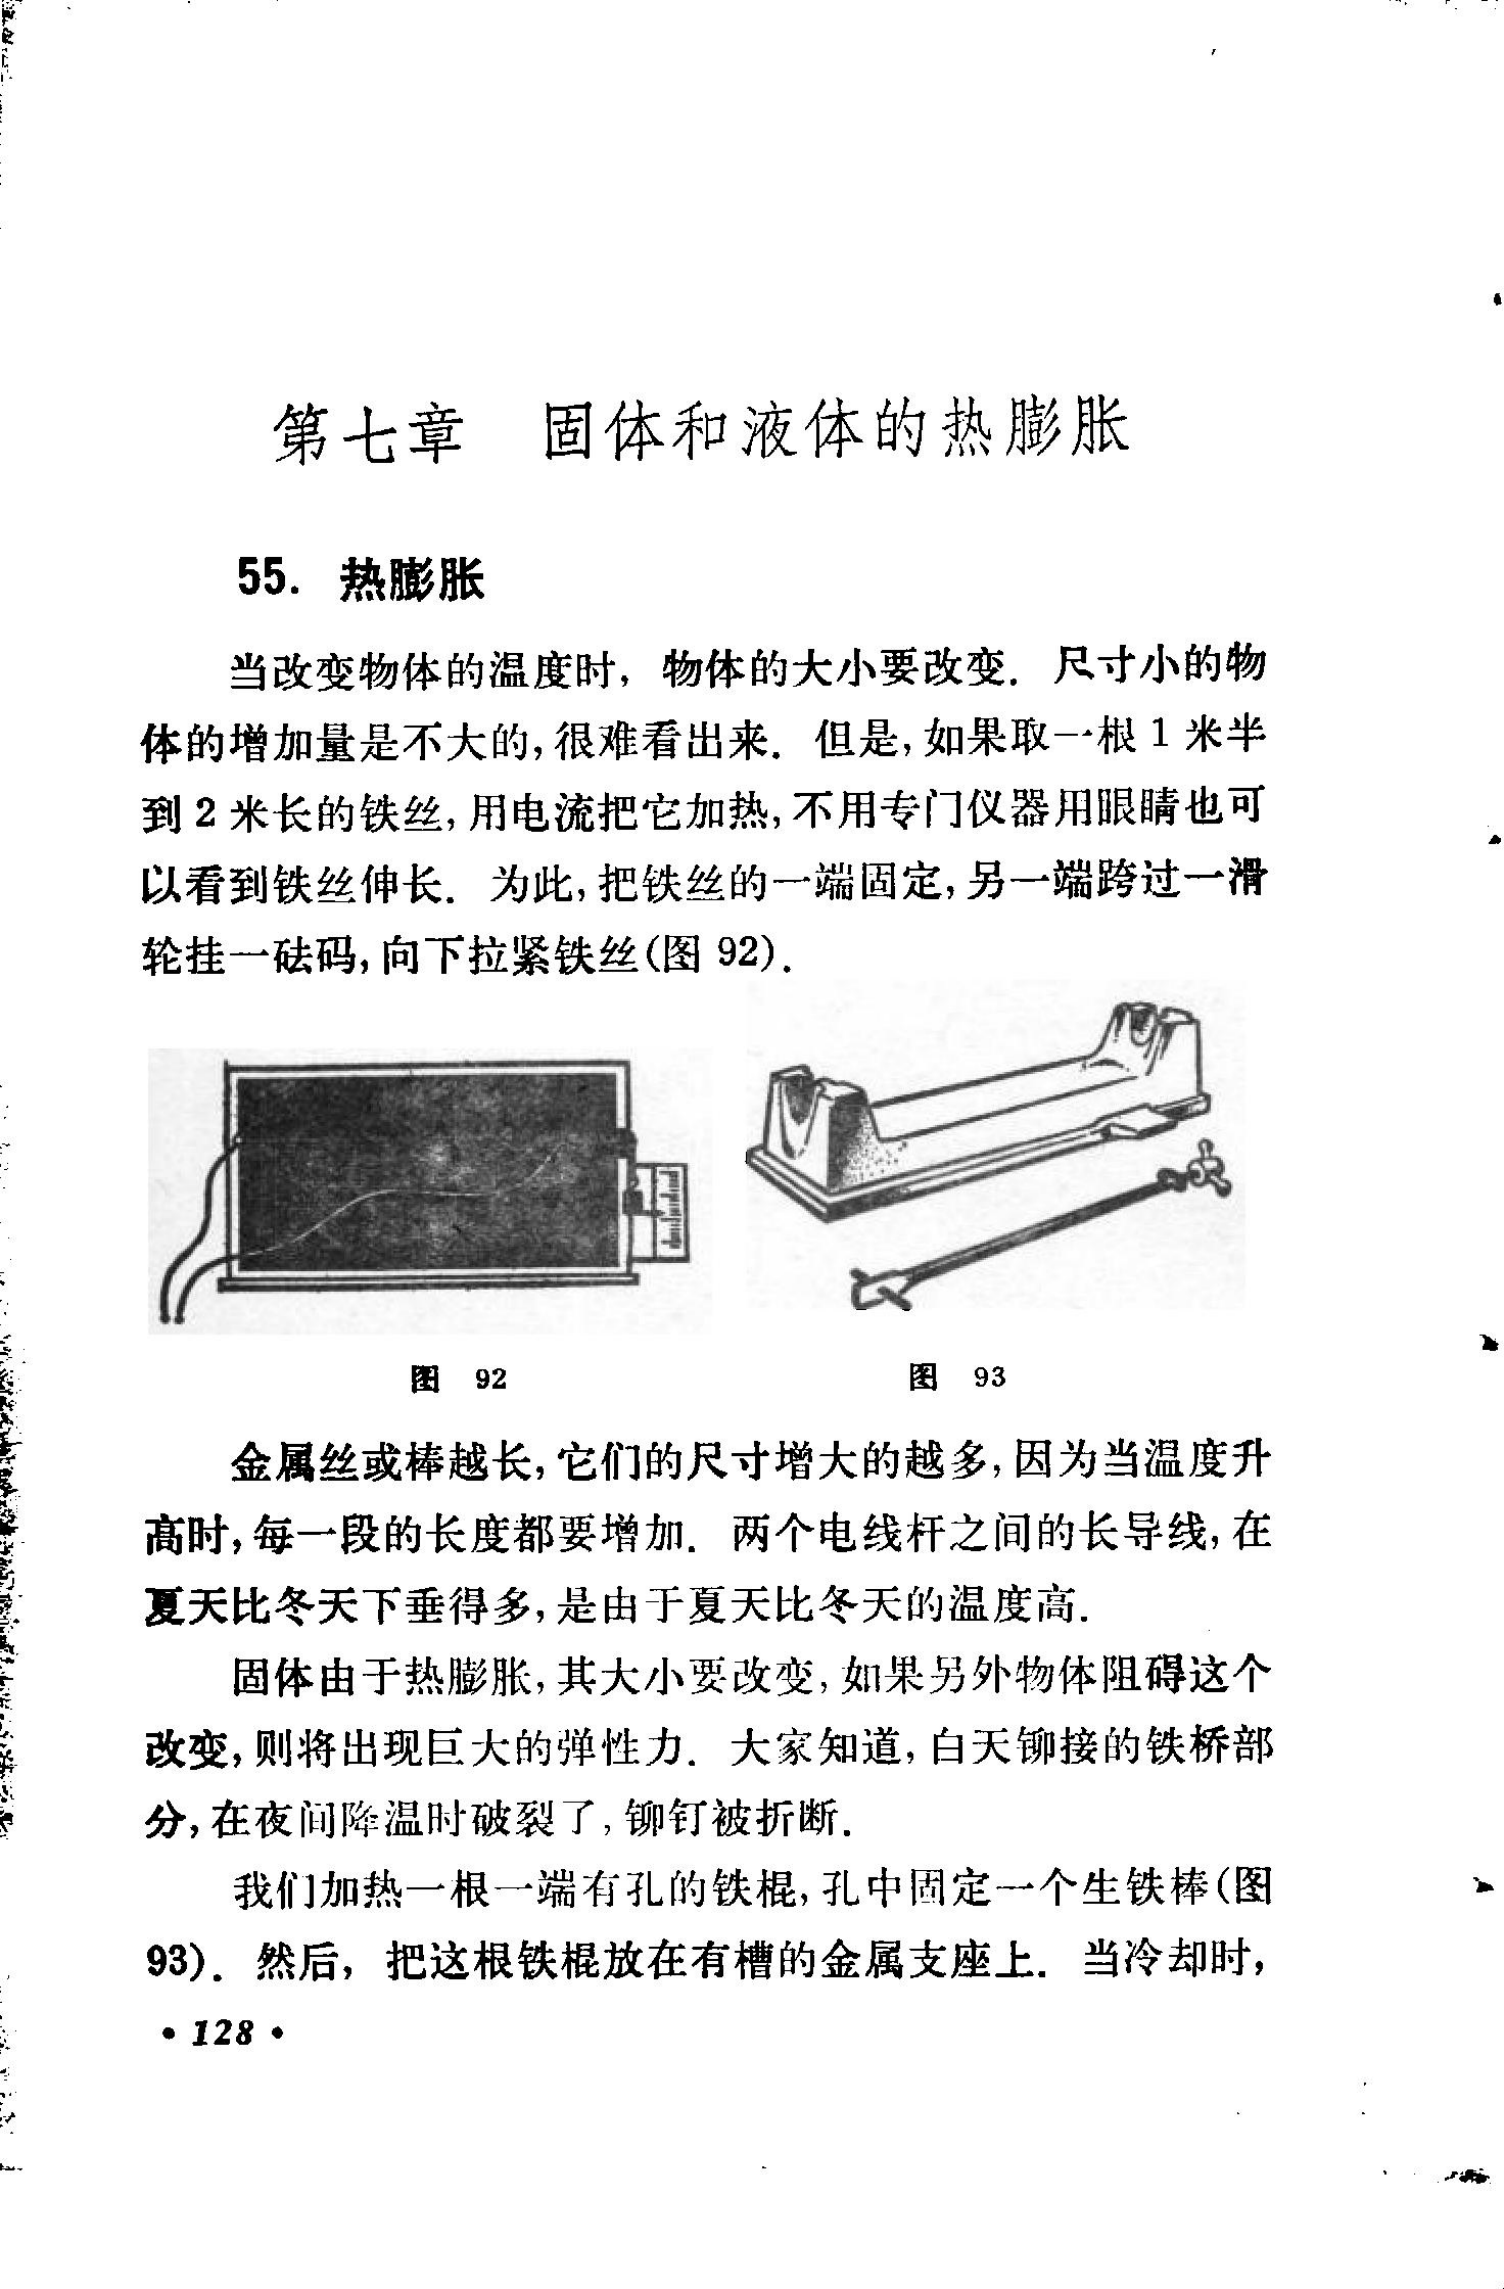 第七章　固体和液体的热膨胀
55. 热膨胀
当改变物体的温度时, 物体的大小要改变. 尺寸小的物
体的增加量是不大的,很难看出来. 但是,如果取一根 1 米半
到 2 米长的铁丝,用电流把它加热,不用专门仪器用眼睛也可
以看到铁丝伸长. 为此,把铁丝的一端固定,另一端跨过一滑
轮挂一砝码,向下拉紧铁丝(图 92).
图 92
图 93
金属丝或棒越长,它们的尺寸增大的越多,因为当温度升
高时,每一段的长度都要增加. 两个电线杆之间的长导线,在
夏天比冬天下垂得多,是由于夏天比冬天的温度高.
固体由于热膨胀,其大小要改变,如果另外物体阻碍这个
改变,则将出现巨大的弹性力. 大家知道,白天铆接的铁桥部
分,在夜间降温时破裂了,铆钉被折断.
我们加热一根一端有孔的铁棍,孔中固定一个生铁棒(图
93). 然后, 把这根铁棍放在有槽的金属支座上. 当冷却时,
• 128 •